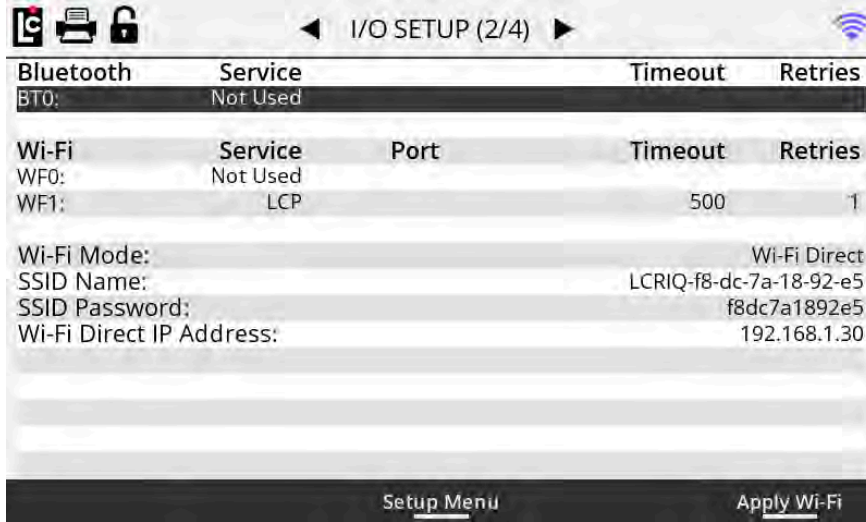 LC
I/O SETUP (2/4)
Bluetooth Service Timeout Retries
BT0: Not Used
Wi-Fi Service Port Timeout Retries
WF0: Not Used
WF1: LCP 500 1
Wi-Fi Mode: Wi-Fi Direct
SSID Name: LCRIQ-f8-dc-7a-18-92-e5
SSID Password: f8dc7a1892e5
Wi-Fi Direct IP Address: 192.168.1.30
Setup Menu Apply Wi-Fi